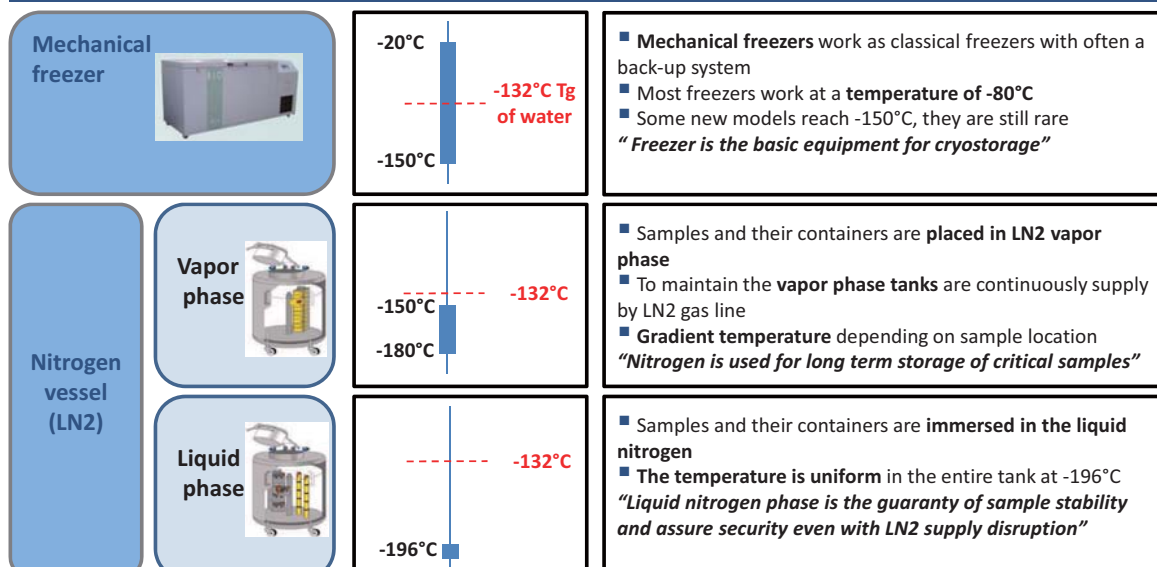 Mechanical
freezer
-20°C
-132°C Tg
of water
-150°C
▪ Mechanical freezers work as classical freezers with often a
back-up system
▪ Most freezers work at a temperature of -80°C
▪ Some new models reach -150°C, they are still rare
“ Freezer is the basic equipment for cryostorage”
Nitrogen
vessel
(LN2)
Vapor
phase
-132°C
-150°C
-180°C
▪ Samples and their containers are placed in LN2 vapor
phase
▪ To maintain the vapor phase tanks are continuously supply
by LN2 gas line
▪ Gradient temperature depending on sample location
“Nitrogen is used for long term storage of critical samples”
Liquid
phase
-132°C
-196°C
▪ Samples and their containers are immersed in the liquid
nitrogen
▪ The temperature is uniform in the entire tank at -196°C
“Liquid nitrogen phase is the guaranty of sample stability
and assure security even with LN2 supply disruption”